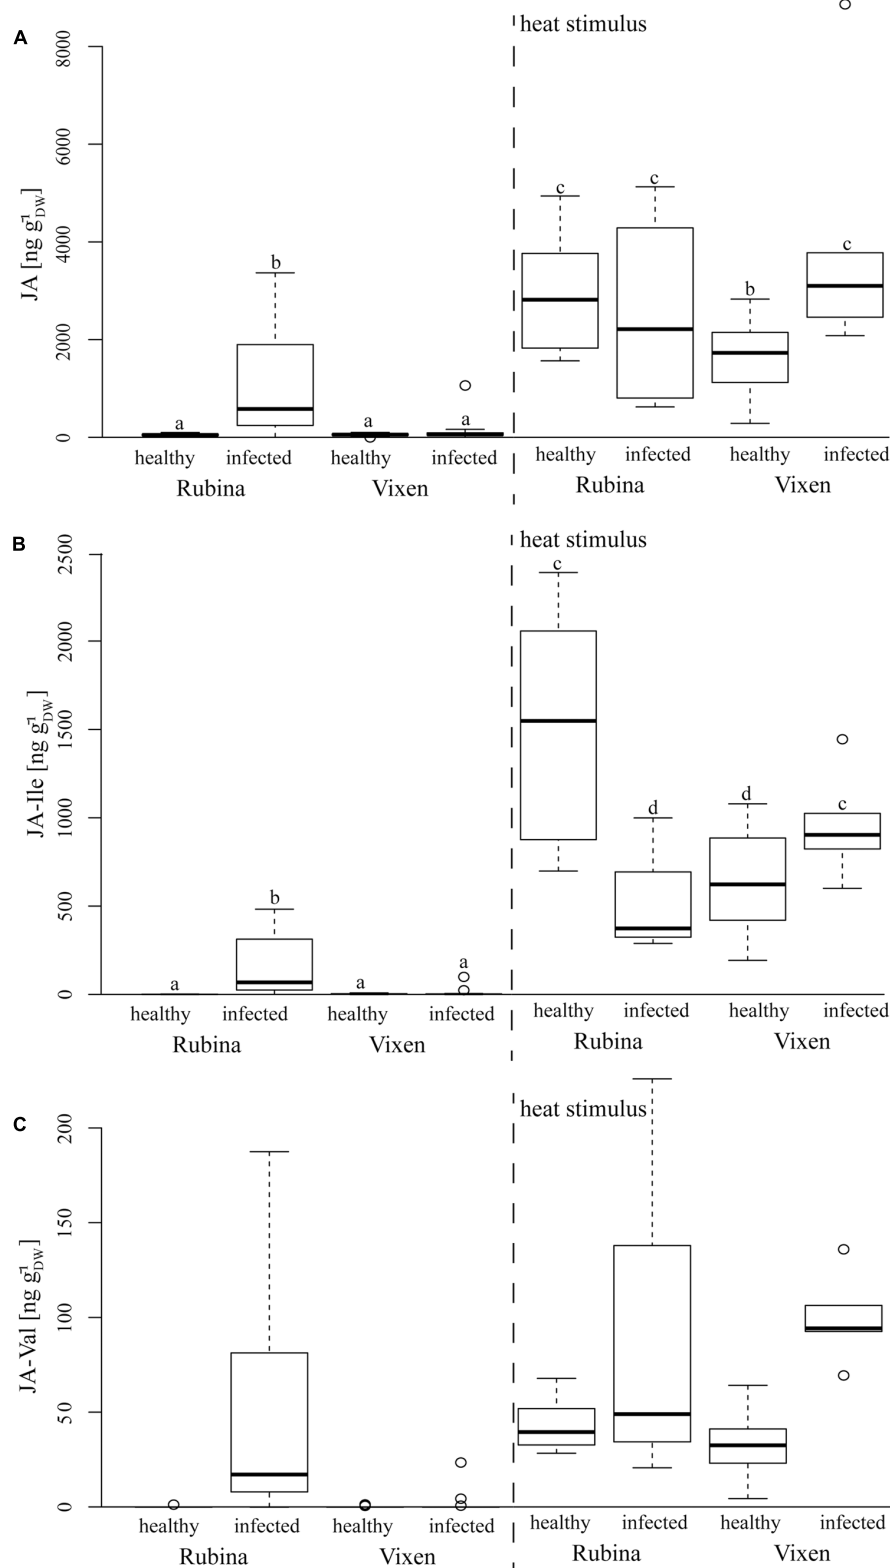 A
heat stimulus
JA [ng g-1DW]
8000
6000
4000
2000
0
a
b
a
a
c
c
b
c
healthy infected healthy infected healthy infected healthy infected
Rubina Vixen Rubina Vixen
B
heat stimulus
JA-Ile [ng g-1DW]
2500
2000
1500
1000
500
0
a
b
a
a
c
d
d
c
healthy infected healthy infected healthy infected healthy infected
Rubina Vixen Rubina Vixen
C
heat stimulus
JA-Val [ng g-1DW]
200
150
100
50
0
healthy infected healthy infected healthy infected healthy infected
Rubina Vixen Rubina Vixen